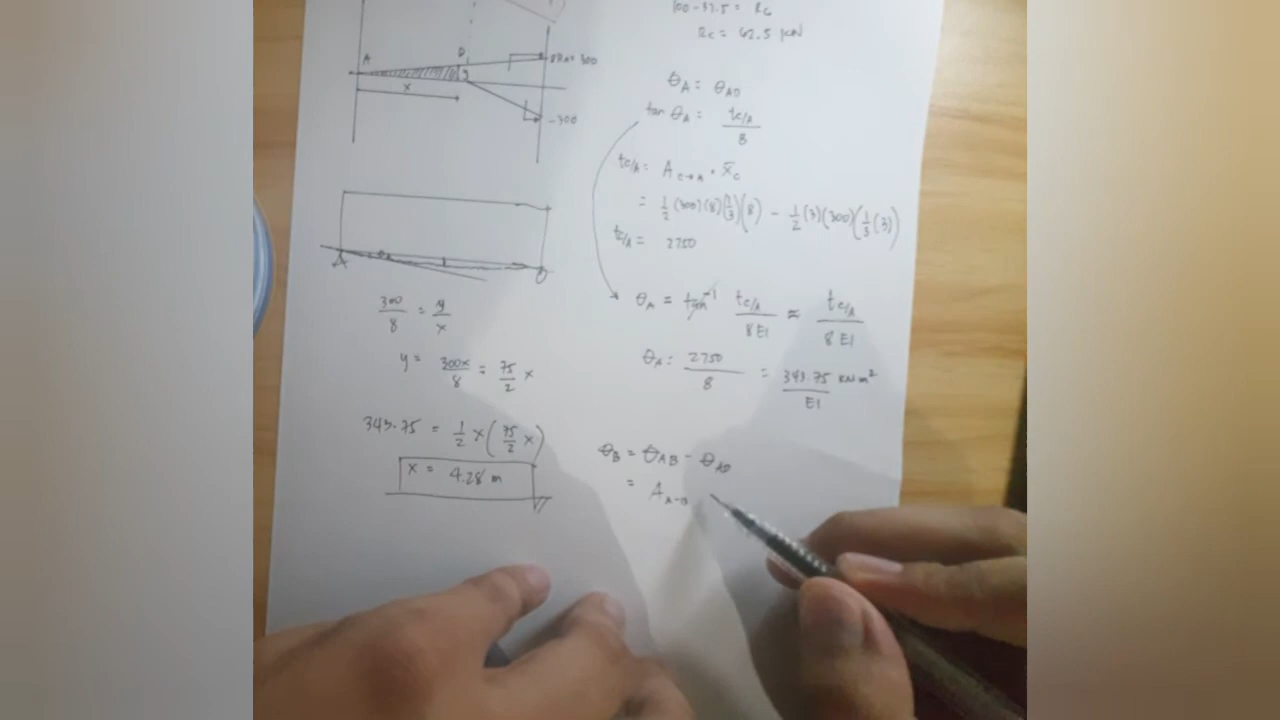 100 - 37.5 = Rc
Rc = 62.5 KN
A
D
y
8RA = 300
x
-300
θA = θAD
tan θA = tC/A / 8
tC/A = A C→A · x̄c
= 1/2 (300)(8)(1/3)(8) - 1/2 (3)(300)(1/3 (3))
tC/A = 2750
A
D
θA = tan⁻¹ tC/A / 8EI ≈ tC/A / 8EI
θA = 2750 / 8 = 343.75 KN m² / EI
300/8 = y/x
y = 300x/8 = 75/2 x
343.75 = 1/2 x (75/2 x)
x = 4.28 m
θB = θAB - θAD
= A A→B